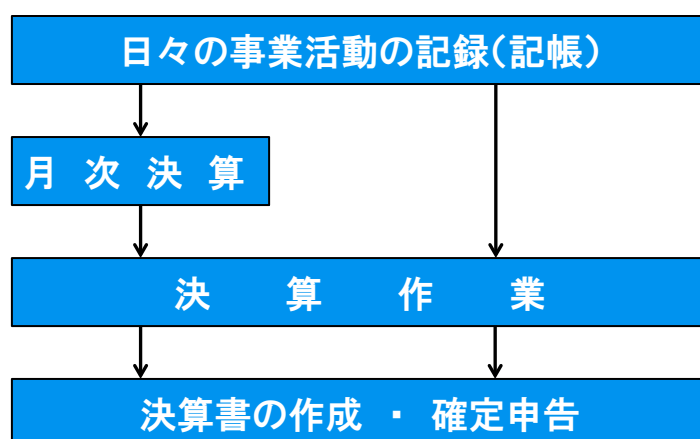 日々の事業活動の記録(記帳)
月 次 決 算
決 算 作 業
決算書の作成 ・ 確定申告